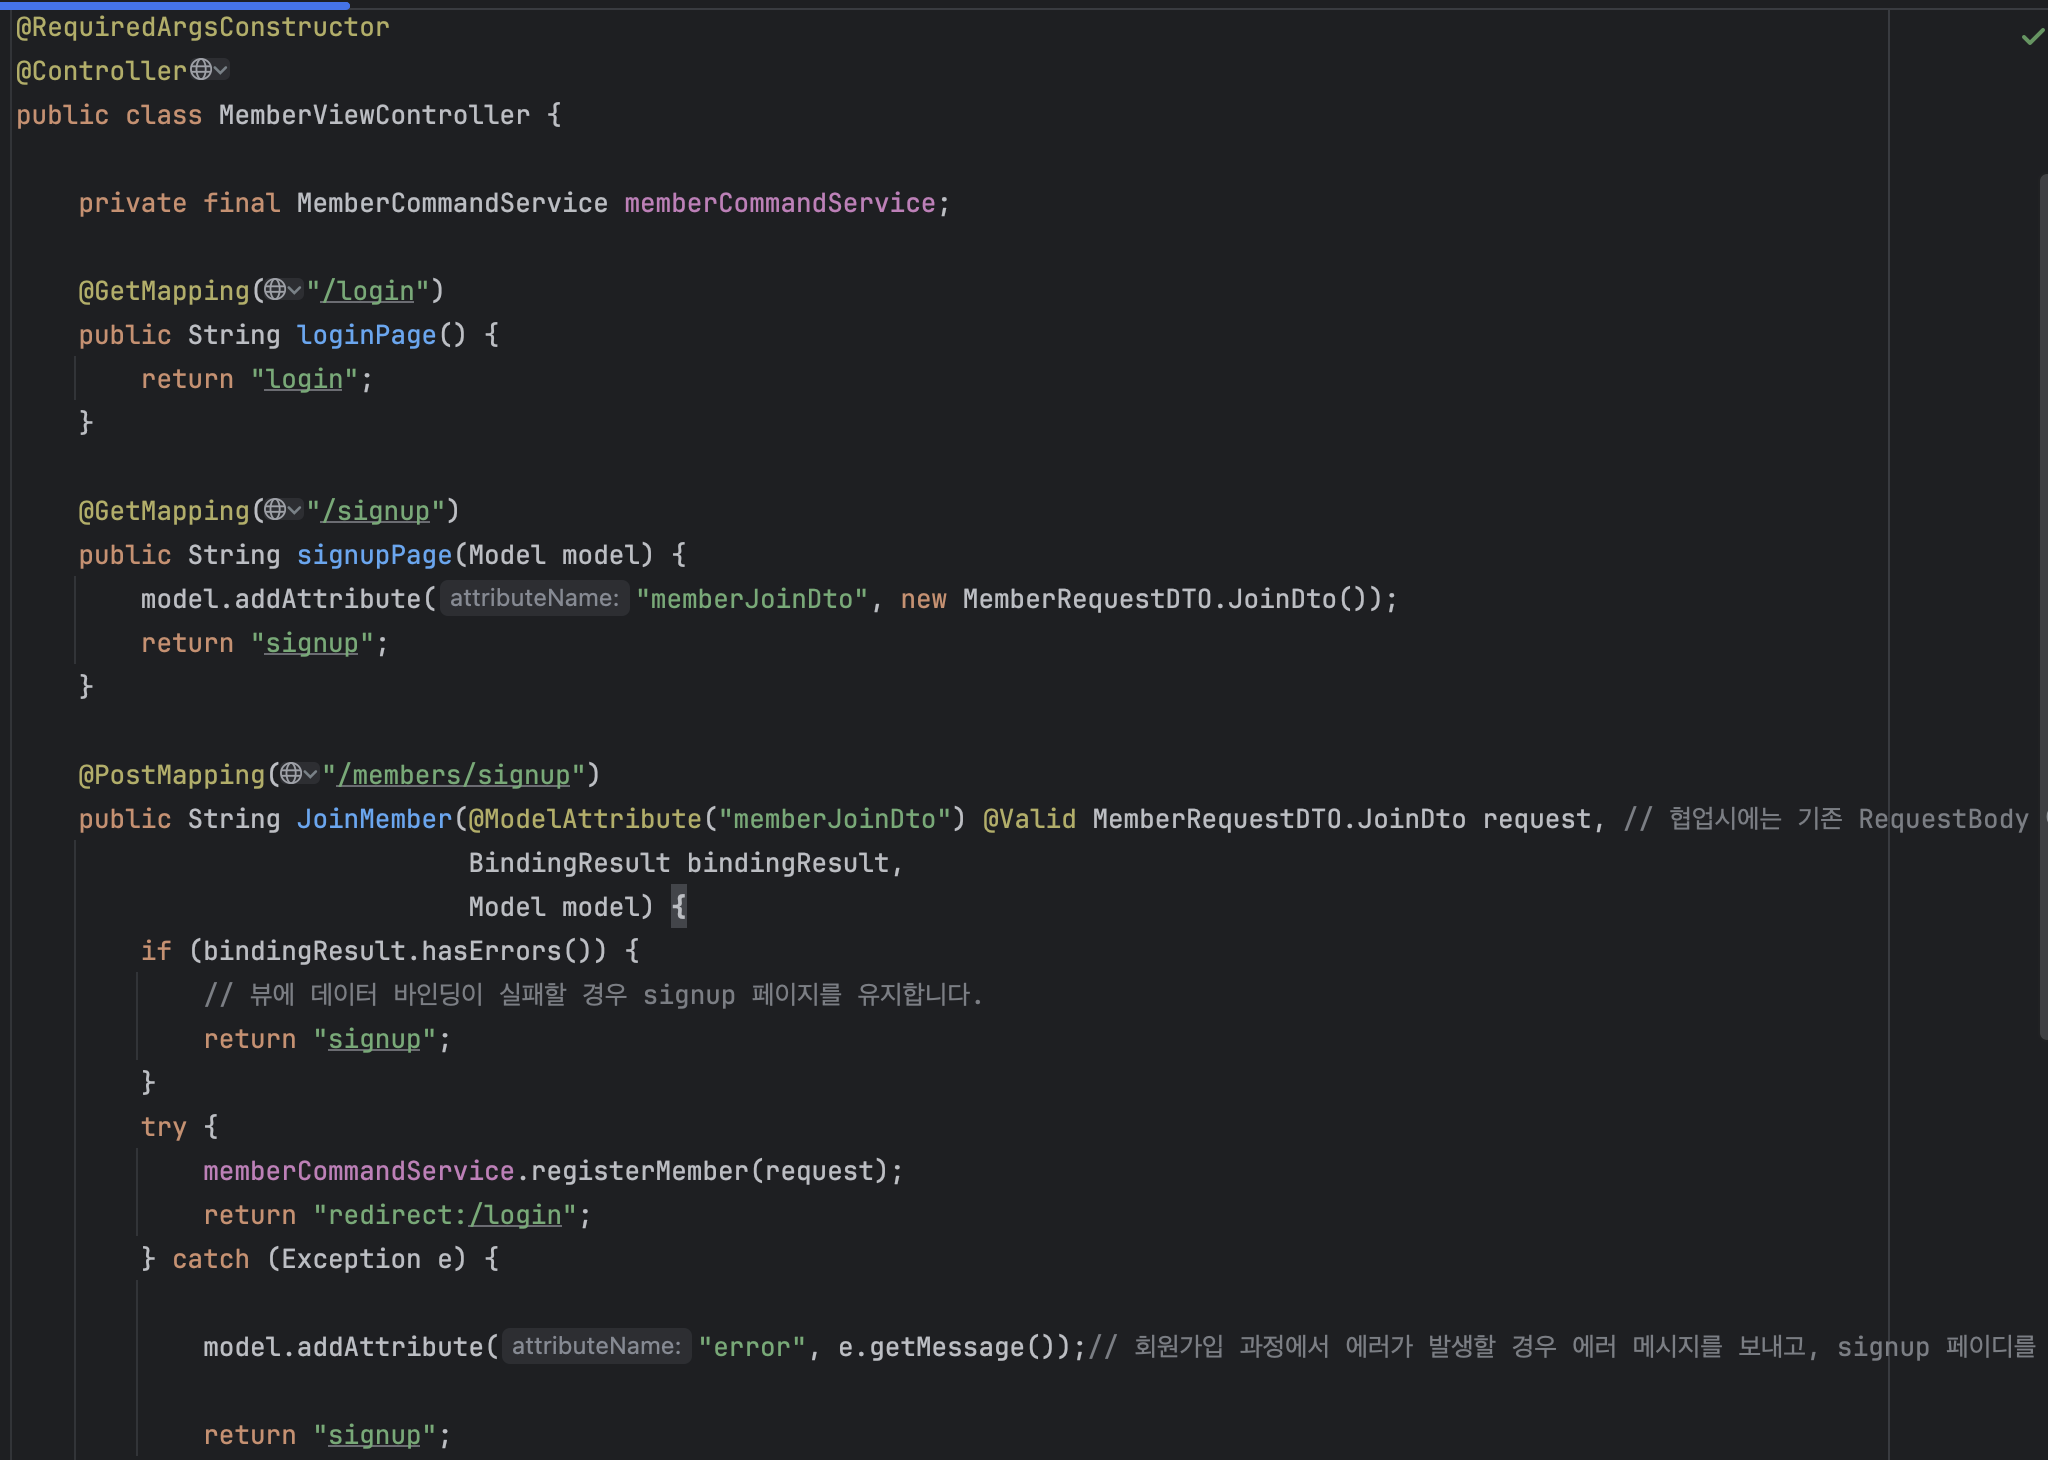 @RequiredArgsConstructor
@Controller
public class MemberViewController {
private final MemberCommandService memberCommandService;
@GetMapping("/login")
public String loginPage() {
return "login";
}
@GetMapping("/signup")
public String signupPage(Model model) {
model.addAttribute( attributeName: "memberJoinDto", new MemberRequestDTO.JoinDto());
return "signup";
}
@PostMapping("/members/signup")
public String JoinMember(@ModelAttribute("memberJoinDto") @Valid MemberRequestDTO.JoinDto request, // 협업시에는 기존 RequestBody
BindingResult bindingResult,
Model model) {
if (bindingResult.hasErrors()) {
// 뷰에 데이터 바인딩이 실패할 경우 signup 페이지를 유지합니다.
return "signup";
}
try {
memberCommandService.registerMember(request);
return "redirect:/login";
} catch (Exception e) {
model.addAttribute( attributeName: "error", e.getMessage());// 회원가입 과정에서 에러가 발생할 경우 에러 메시지를 보내고, signup 페이디를
return "signup";